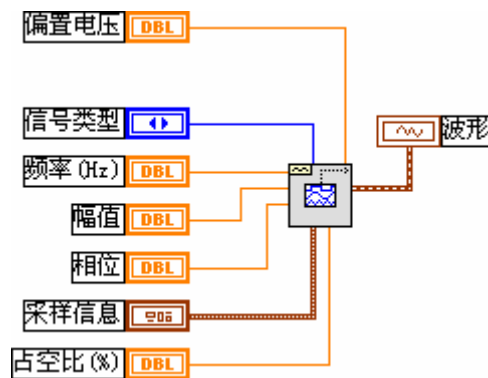 偏置电压 DBL
信号类型
波形
频率(Hz) DBL
幅值 DBL
相位 DBL
采样信息
占空比(%) DBL